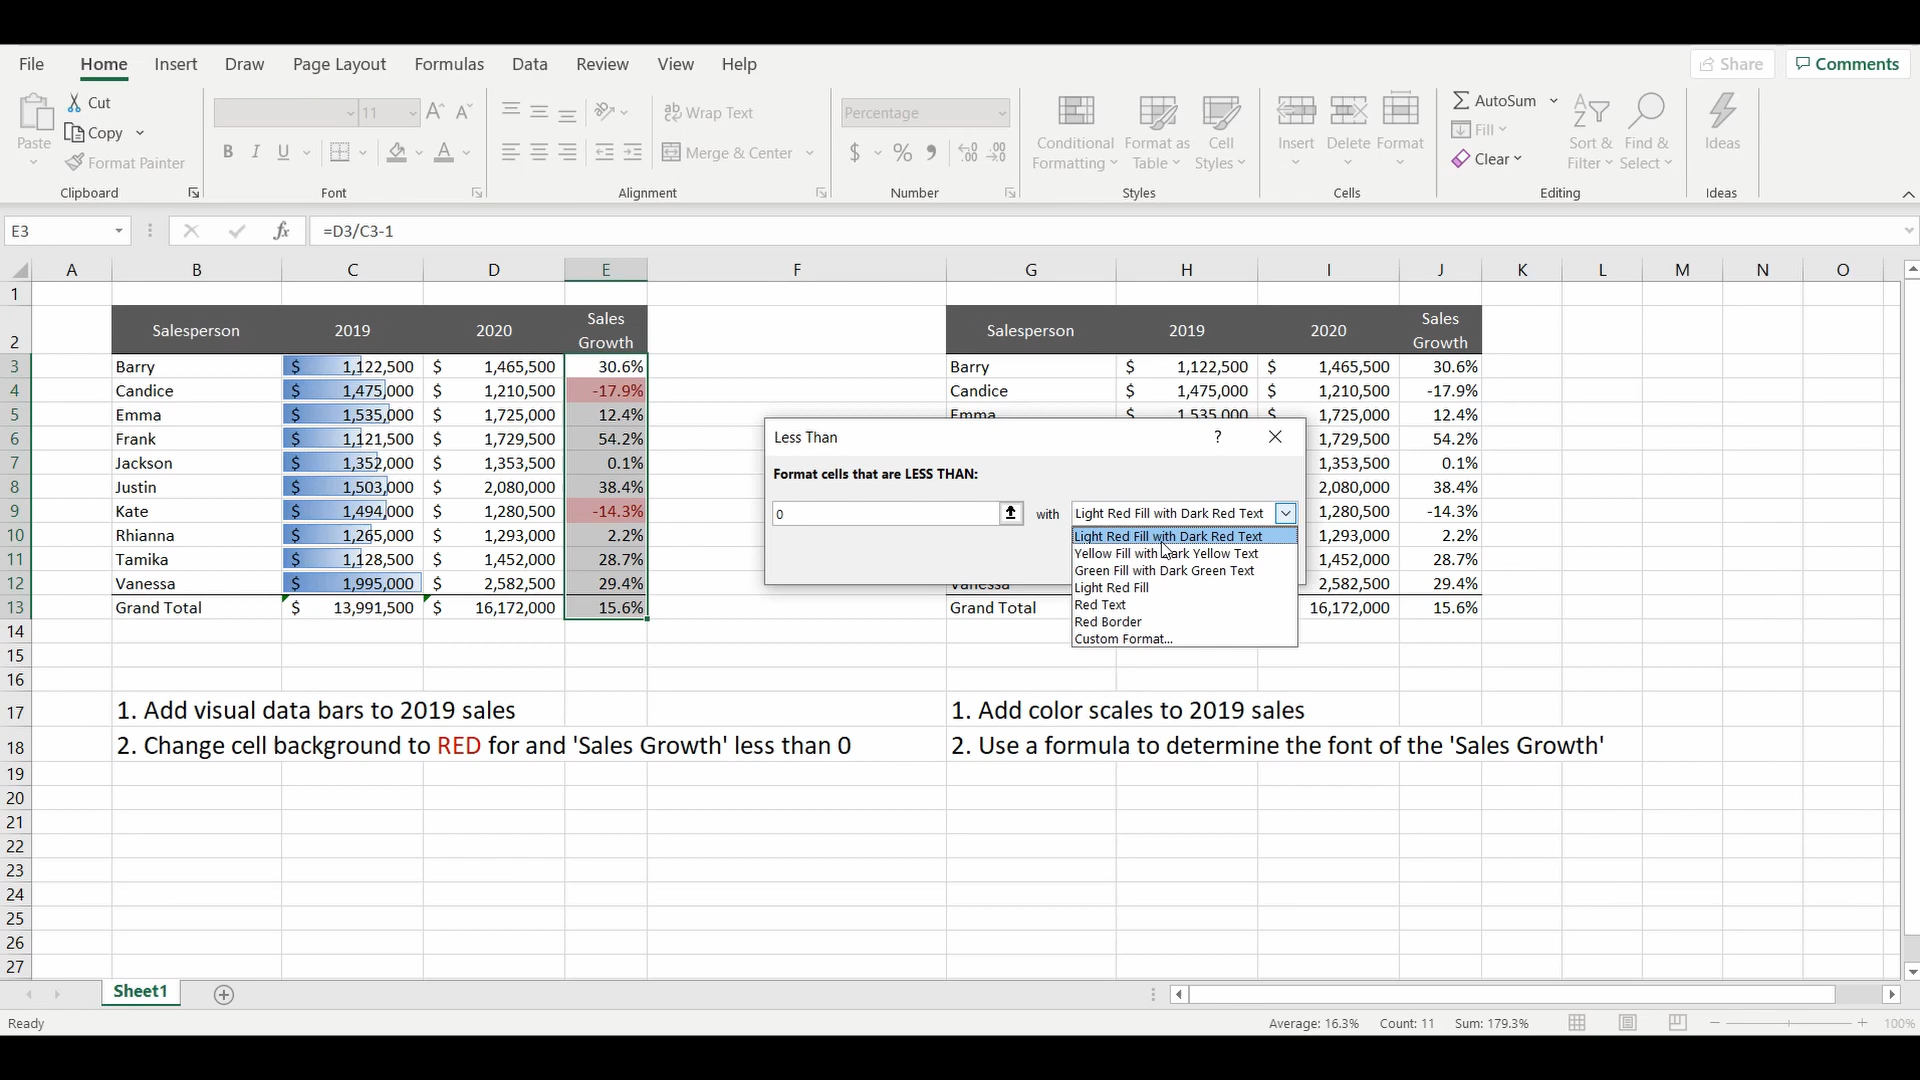 File Home Insert Draw Page Layout Formulas Data Review View Help Share Comments
Cut
Copy
Format Painter
Paste
Clipboard
11
B I U A
Font
Wrap Text
Merge & Center
Alignment
Percentage
$ %
Number
Conditional Formatting
Format as Table
Cell Styles
Styles
Insert Delete Format
Cells
AutoSum
Fill
Clear
Sort & Filter
Find & Select
Editing
Ideas
Ideas
E3 fx =D3/C3-1
A B C D E F G H I J K L M N O
1
2 Salesperson 2019 2020 Sales Growth Salesperson 2019 2020 Sales Growth
3 Barry $ 1,122,500 $ 1,465,500 30.6% Barry $ 1,122,500 $ 1,465,500 30.6%
4 Candice $ 1,475,000 $ 1,210,500 -17.9% Candice $ 1,475,000 $ 1,210,500 -17.9%
5 Emma $ 1,535,000 $ 1,725,000 12.4% Emma $ 1,535,000 $ 1,725,000 12.4%
6 Frank $ 1,121,500 $ 1,729,500 54.2% 1,729,500 54.2%
7 Jackson $ 1,352,000 $ 1,353,500 0.1% 1,353,500 0.1%
8 Justin $ 1,503,000 $ 2,080,000 38.4% 2,080,000 38.4%
9 Kate $ 1,494,000 $ 1,280,500 -14.3% 1,280,500 -14.3%
10 Rhianna $ 1,265,000 $ 1,293,000 2.2% 1,293,000 2.2%
11 Tamika $ 1,128,500 $ 1,452,000 28.7% 1,452,000 28.7%
12 Vanessa $ 1,995,000 $ 2,582,500 29.4% Vanessa 2,582,500 29.4%
13 Grand Total $ 13,991,500 $ 16,172,000 15.6% Grand Total 16,172,000 15.6%
Less Than ?
Format cells that are LESS THAN:
0 with Light Red Fill with Dark Red Text
Light Red Fill with Dark Red Text
Yellow Fill with Dark Yellow Text
Green Fill with Dark Green Text
Light Red Fill
Red Text
Red Border
Custom Format...
14
15
16
17 1. Add visual data bars to 2019 sales 1. Add color scales to 2019 sales
18 2. Change cell background to RED for and 'Sales Growth' less than 0 2. Use a formula to determine the font of the 'Sales Growth'
19
20
21
22
23
24
25
26
27
Sheet1
Ready Average: 16.3% Count: 11 Sum: 179.3% 100%